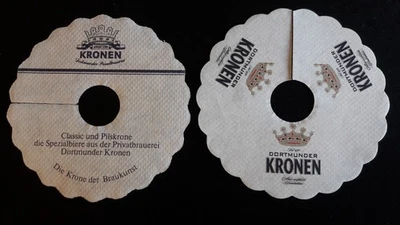 KRONEN
Classic und Pilskrone
die Spezialbiere aus der Privatbrauerei
Dortmunder Kronen
Die Krone der Braukunst
DORTMUNDER
KRONEN
DORTMUNDER
KRONEN
DORTMUNDER
KRONEN